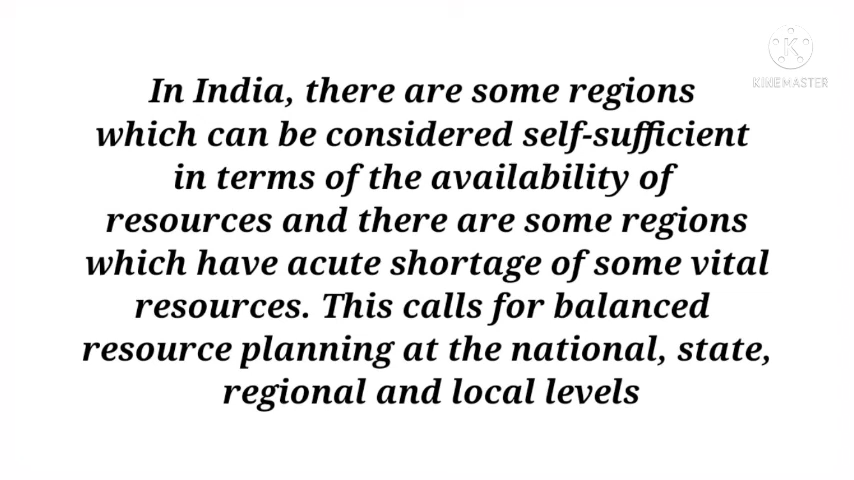 KINEMASTER
In India, there are some regions
which can be considered self-sufficient
in terms of the availability of
resources and there are some regions
which have acute shortage of some vital
resources. This calls for balanced
resource planning at the national, state,
regional and local levels